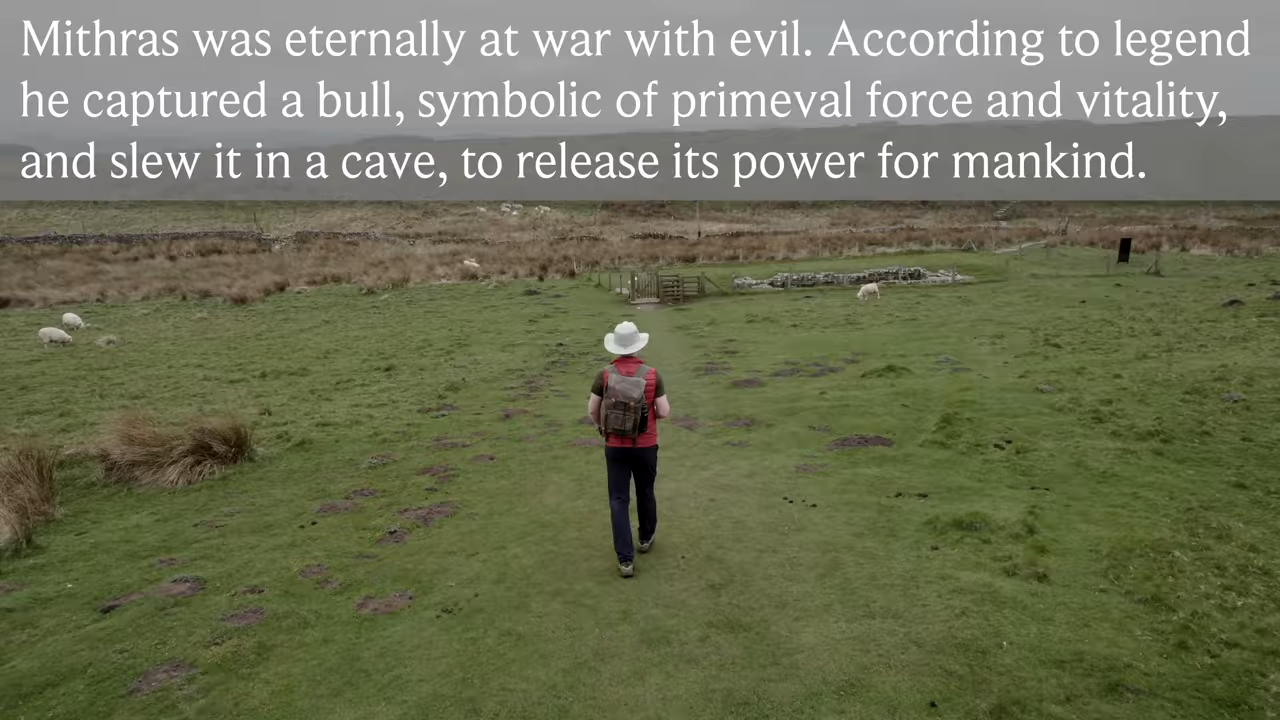 Mithras was eternally at war with evil. According to legend
he captured a bull, symbolic of primeval force and vitality,
and slew it in a cave, to release its power for mankind.